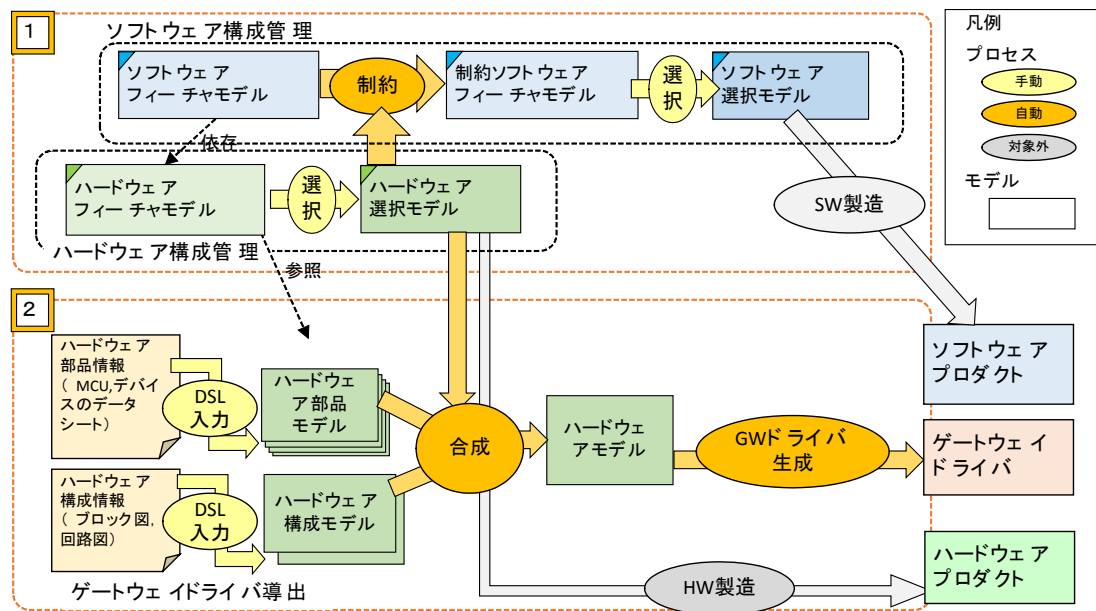 1
ソフトウェア構成管理
ソフトウェア
フィーチャモデル
制約
制約ソフトウェア
フィーチャモデル
選
択
ソフトウェア
選択モデル
依存
ハードウェア
フィーチャモデル
選
択
ハードウェア
選択モデル
ハードウェア構成管理
SW製造
参照
凡例
プロセス
手動
自動
対象外
モデル
2
ハードウェア
部品情報
(MCU,デバイ
スのデータ
シート)
DSL
入力
ハードウェ
ア部品
モデル
ハードウェア
構成情報
(ブロック図,
回路図)
DSL
入力
ハードウェア
構成モデル
合成
ハードウェ
アモデル
GWドライバ
生成
ソフトウェア
プロダクト
ゲートウェイ
ドライバ
ハードウェア
プロダクト
HW製造
ゲートウェイドライバ導出